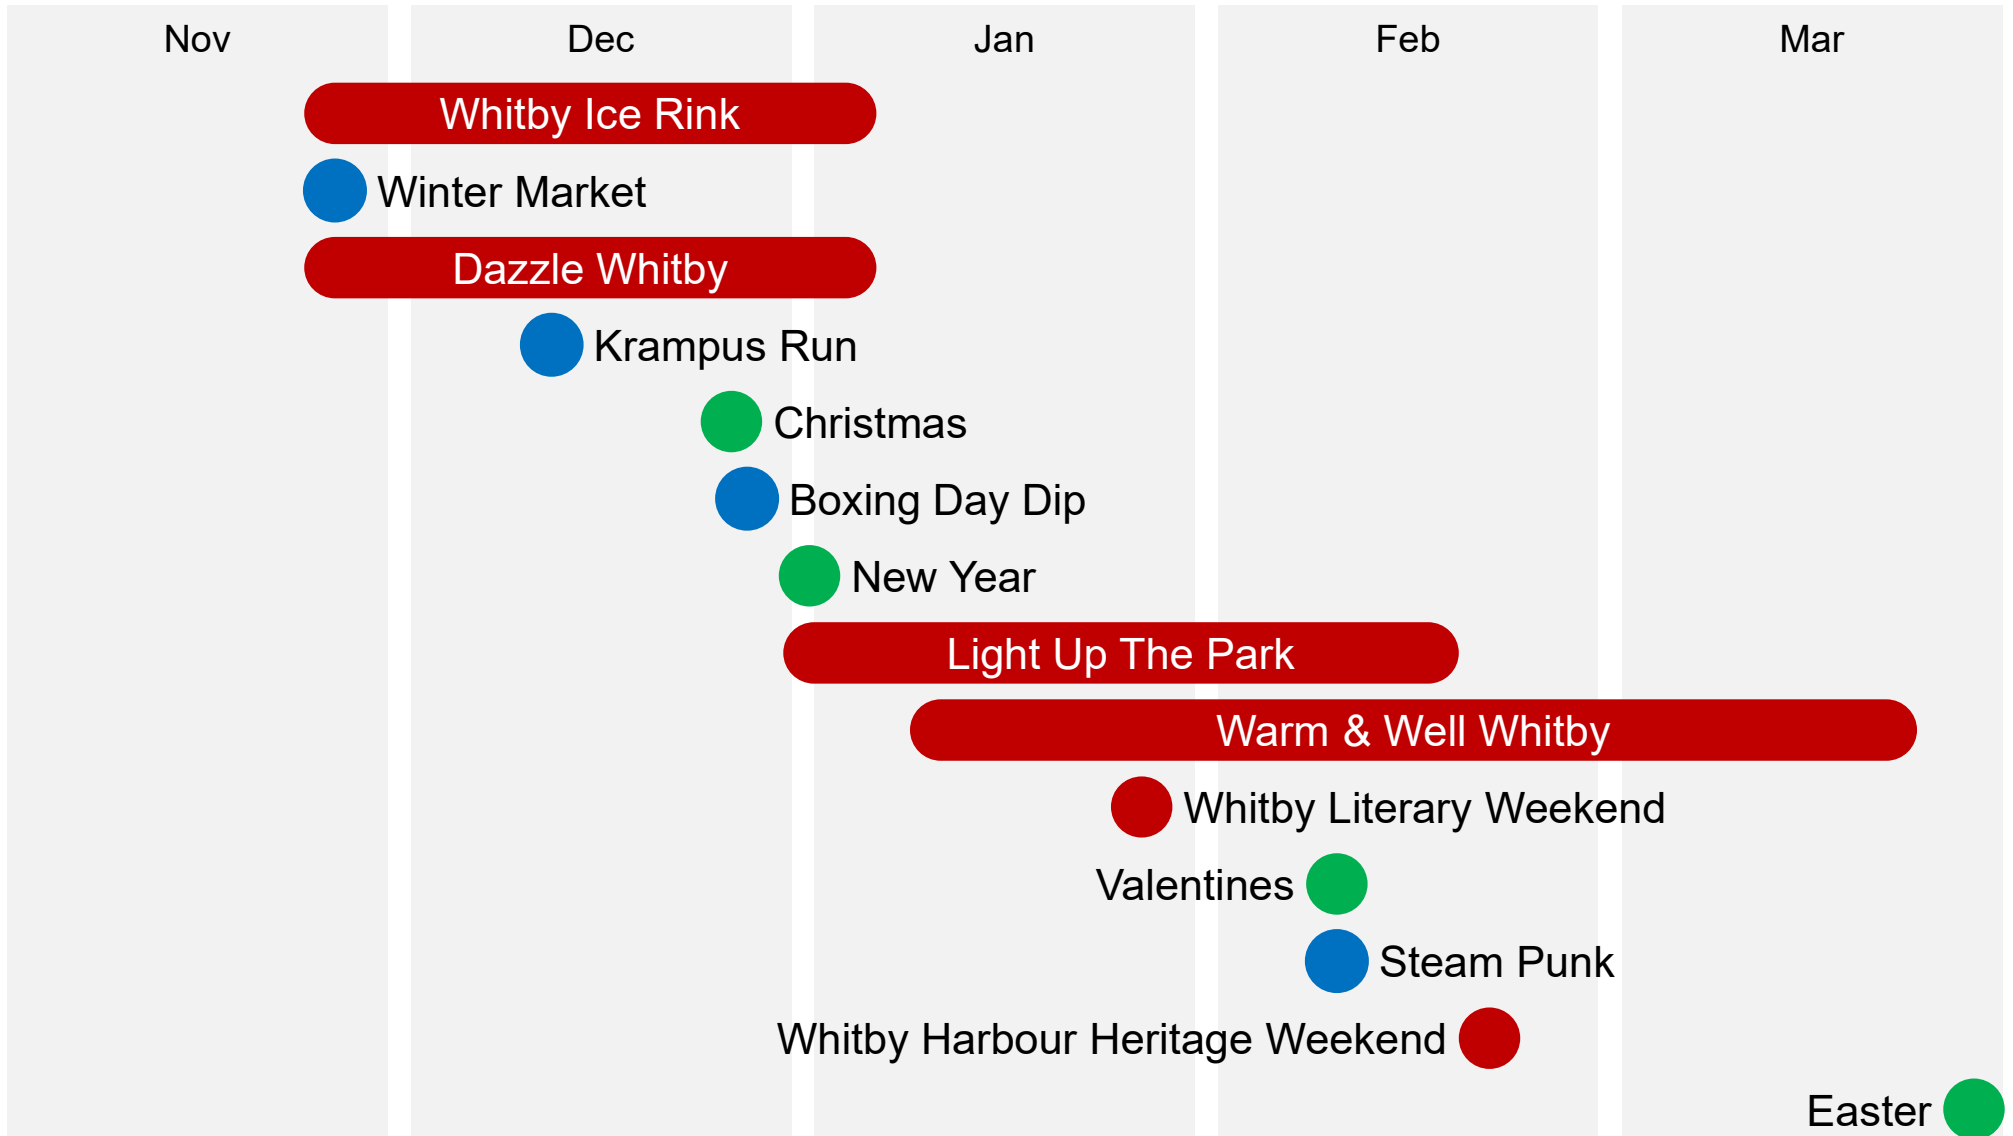 Nov
Dec
Jan
Feb
Mar
Whitby Ice Rink
Winter Market
Dazzle Whitby
Krampus Run
Christmas
Boxing Day Dip
New Year
Light Up The Park
Warm & Well Whitby
Whitby Literary Weekend
Valentines
Steam Punk
Whitby Harbour Heritage Weekend
Easter